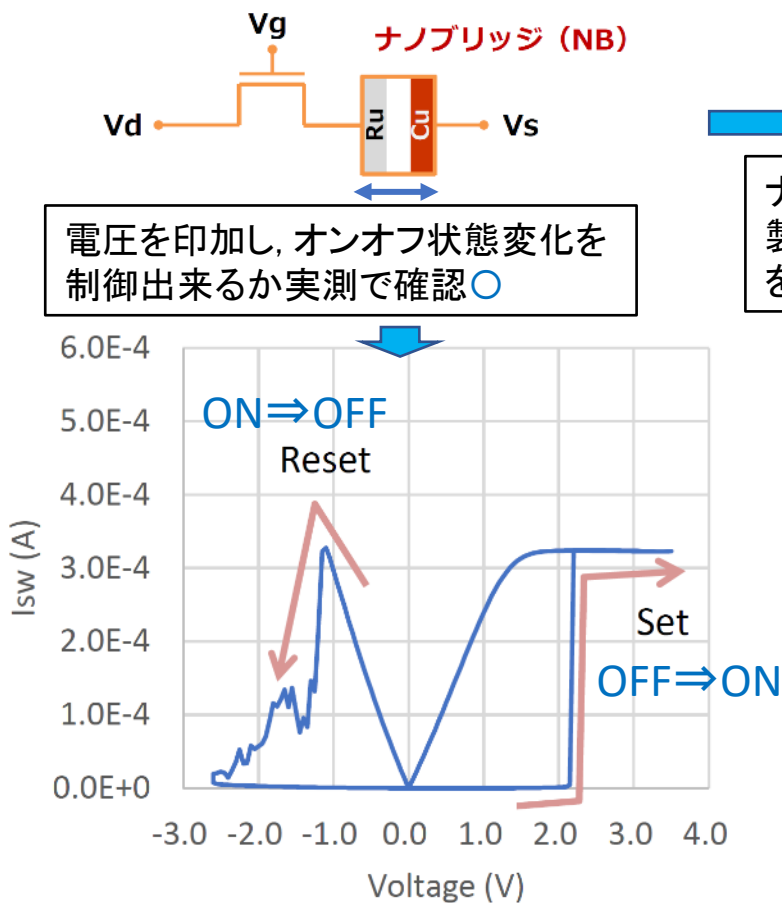 Vg
ナノブリッジ（NB）
Vd
Ru
Cu
Vs
電圧を印加し, オンオフ状態変化を
制御出来るか実測で確認○
ナ
製
を
6.0E-4
5.0E-4
4.0E-4
3.0E-4
2.0E-4
1.0E-4
0.0E+0
Isw (A)
ON⇒OFF
Reset
Set
OFF⇒ON
-3.0 -2.0 -1.0 0.0 1.0 2.0 3.0 4.0
Voltage (V)